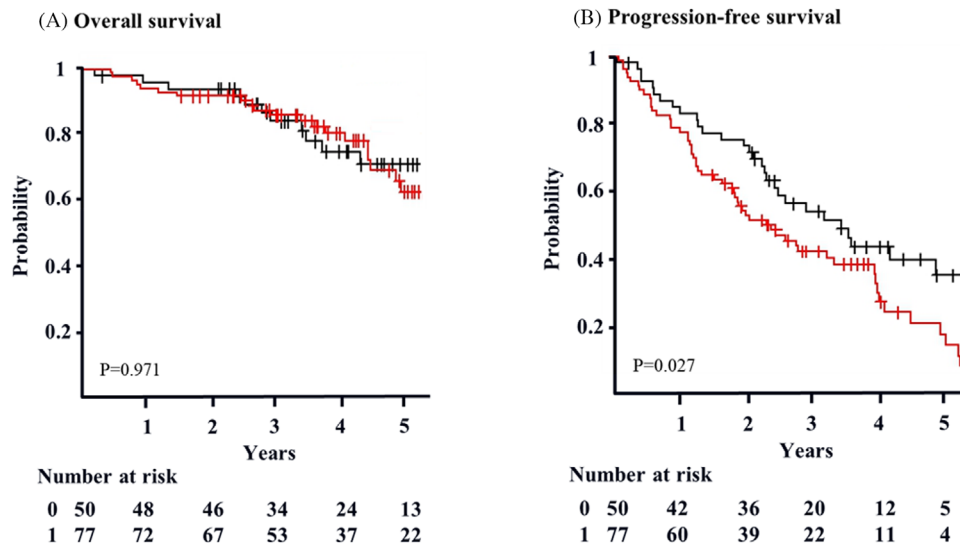 (A) Overall survival
1
0.8
0.6
0.4
0.2
Probability
P=0.971
1 2 3 4 5
Years
Number at risk
0 50 48 46 34 24 13
1 77 72 67 53 37 22
(B) Progression-free survival
1
0.8
0.6
0.4
0.2
Probability
P=0.027
1 2 3 4 5
Years
Number at risk
0 50 42 36 20 12 5
1 77 60 39 22 11 4